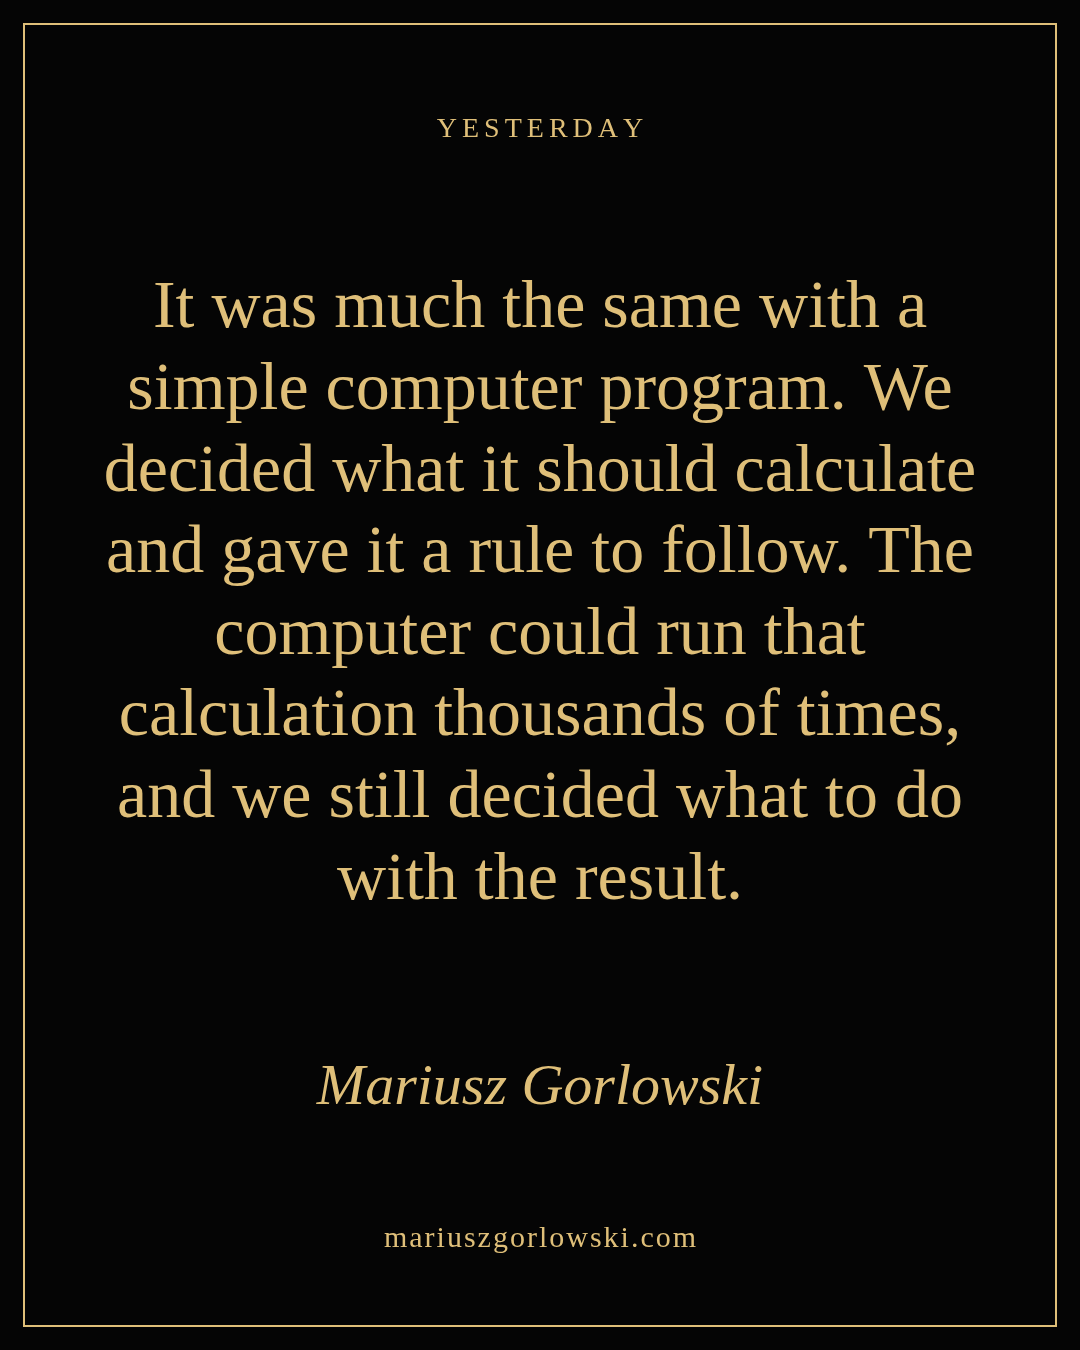 YESTERDAY
It was much the same with a
simple computer program. We
decided what it should calculate
and gave it a rule to follow. The
computer could run that
calculation thousands of times,
and we still decided what to do
with the result.
Mariusz Gorlowski
mariuszgorlowski.com